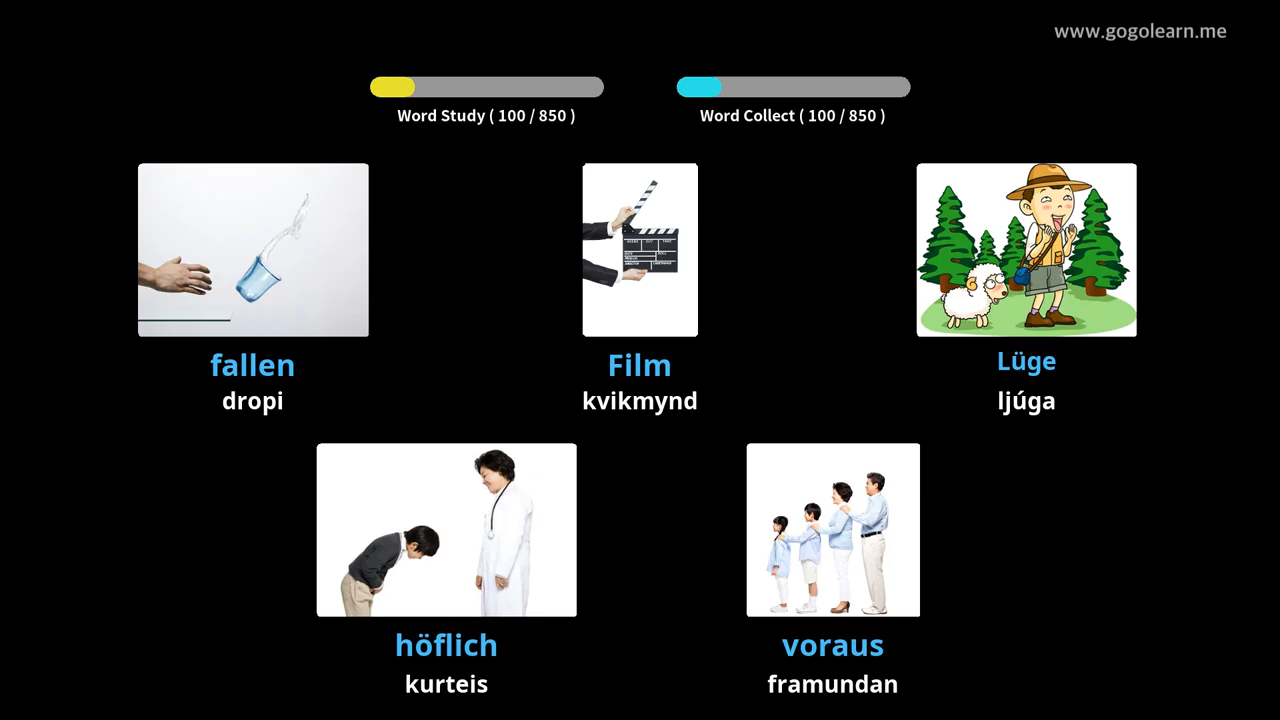 www.gogolearn.me
Word Study ( 100 / 850 )
Word Collect ( 100 / 850 )
fallen
dropi
Film
kvikmynd
Lüge
ljúga
höflich
kurteis
voraus
framundan